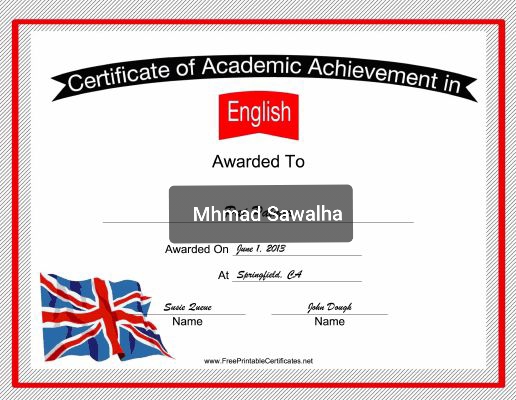 Certificate of Academic Achievement in
English
Awarded To
Mhmad Sawalha
Awarded On June 1, 2013
At Springfield, CA
Susie Queue John Dough
Name Name
www.FreePrintableCertificates.net